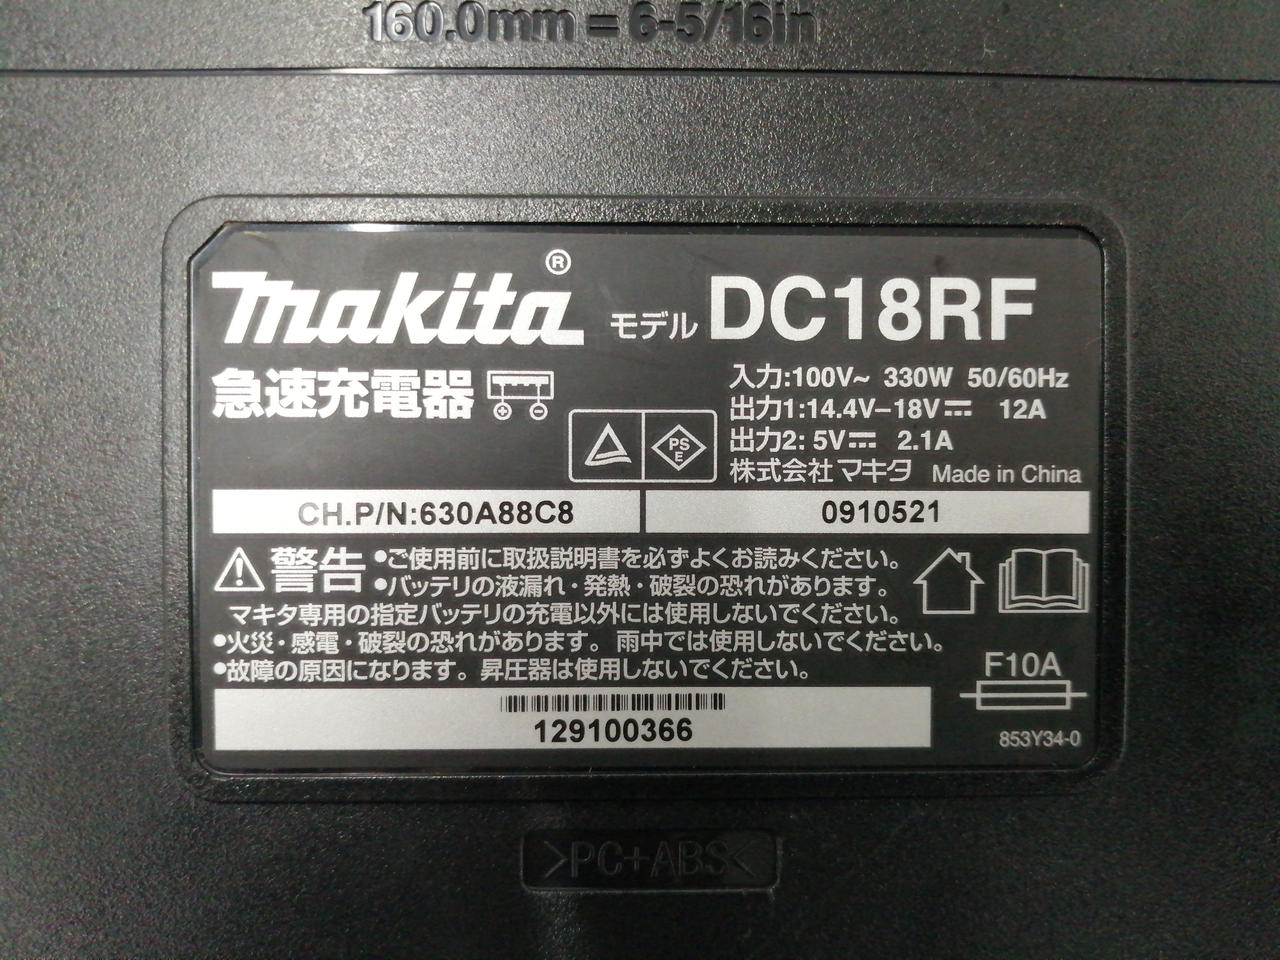 160.0mm = 6-5/16in
makita® モデル DC18RF
急速充電器
入力:100V~ 330W 50/60Hz
出力1:14.4V-18V⎓ 12A
出力2: 5V⎓ 2.1A
PS
E
株式会社マキタ Made in China
CH.P/N:630A88C8
0910521
警告 •ご使用前に取扱説明書を必ずよくお読みください。
•バッテリの液漏れ・発熱・破裂の恐れがあります。
マキタ専用の指定バッテリの充電以外には使用しないでください。
•火災・感電・破裂の恐れがあります。雨中では使用しないでください。
•故障の原因になります。昇圧器は使用しないでください。
F10A
129100366
853Y34-0
>PC+ABS<